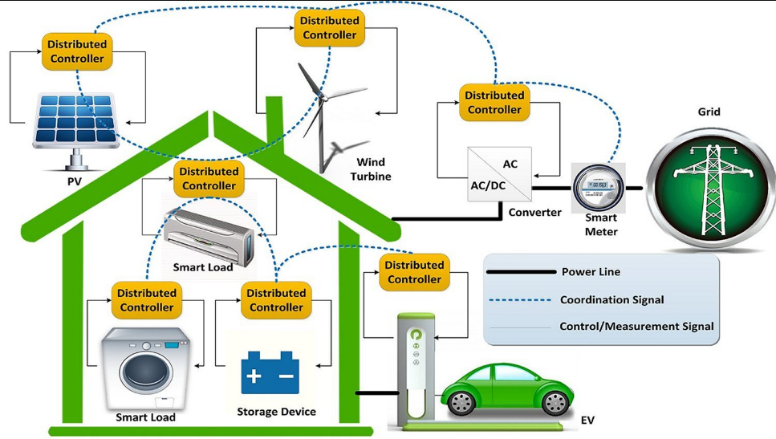 Distributed
Controller
Distributed
Controller
PV
Wind
Turbine
Distributed
Controller
AC
AC/DC
Converter
Smart
Meter
Grid
Distributed
Controller
Smart Load
Distributed
Controller
Smart Load
Distributed
Controller
+ −
Storage Device
Distributed
Controller
EV
Power Line
Coordination Signal
Control/Measurement Signal